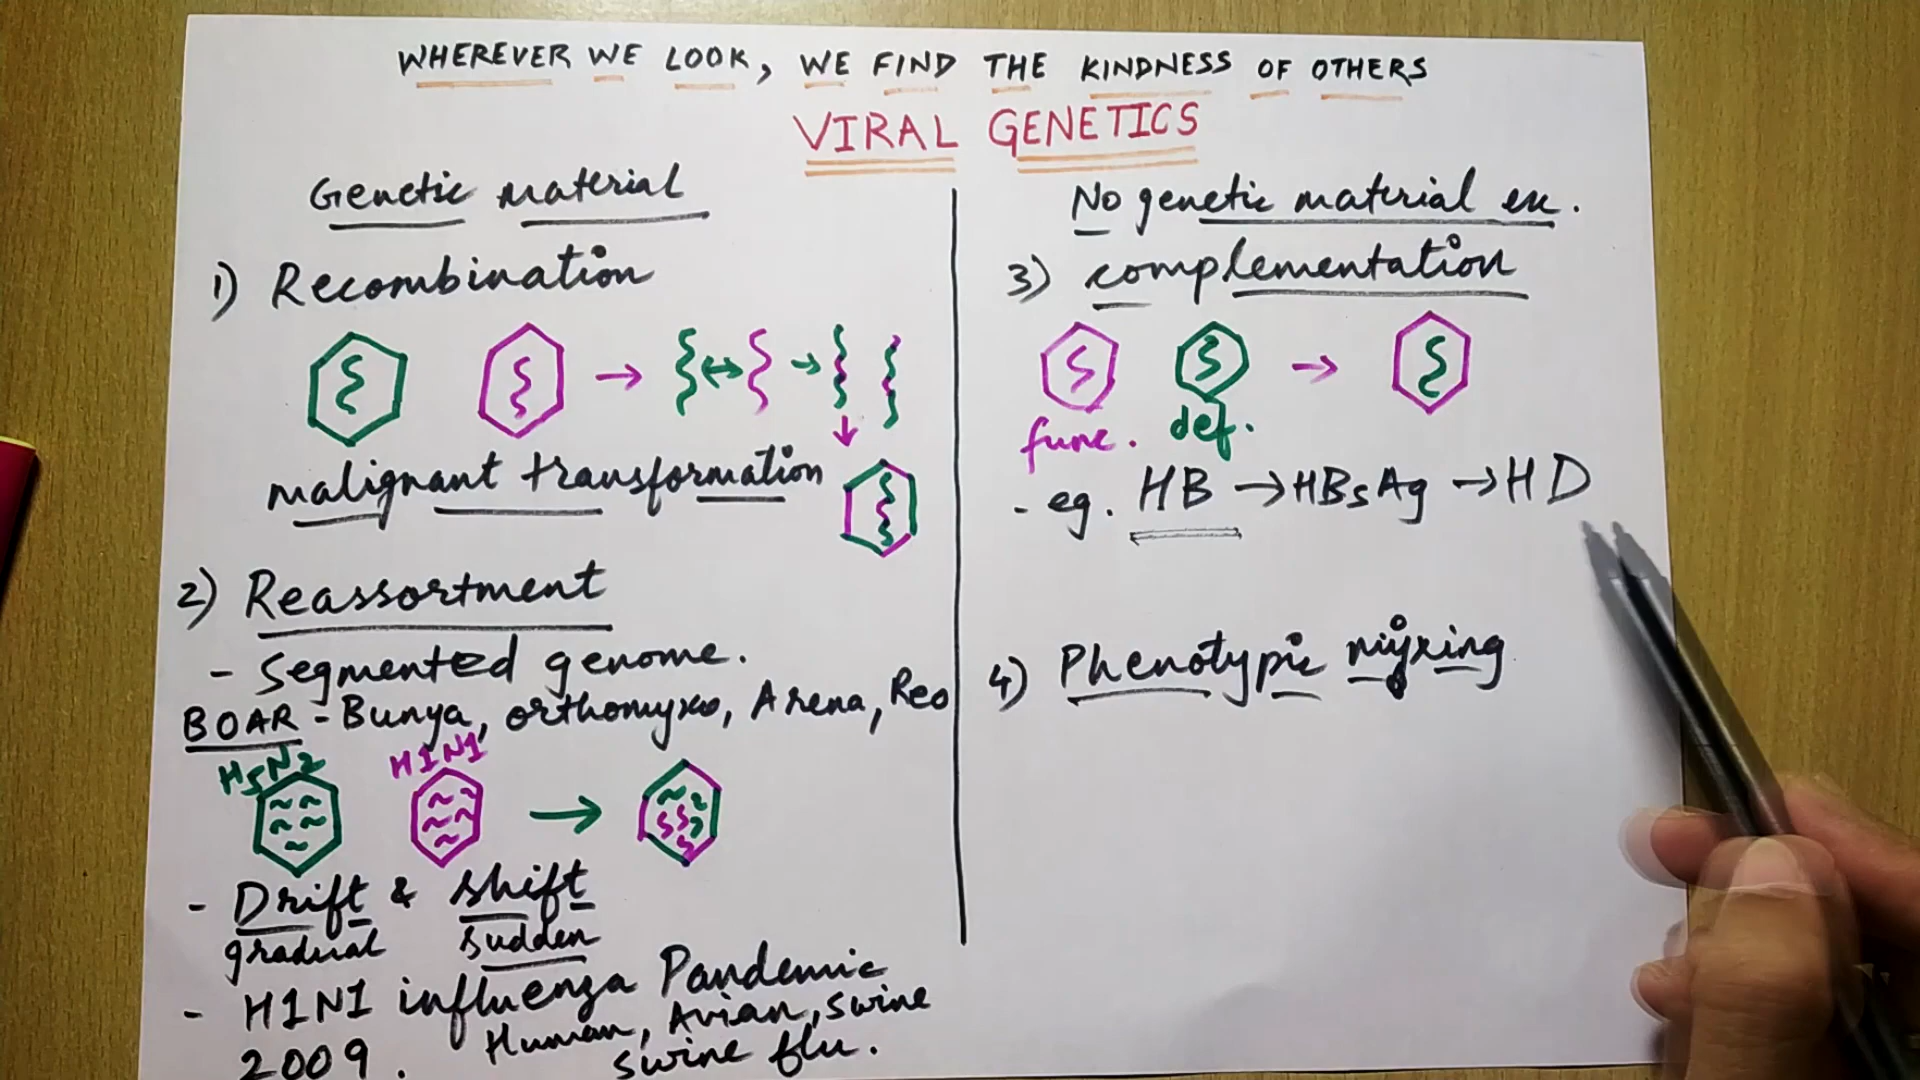 WHEREVER WE LOOK, WE FIND THE KINDNESS OF OTHERS
VIRAL GENETICS
Genetic material
1) Recombination
malignant transformation
2) Reassortment
- Segmented genome.
BOAR - Bunya, orthomyxo, Arena, Reo
H5N2 H1N1
- Drift & shift
gradual sudden
- H1N1 influenza Pandemic
2009. Human, Avian, swine
swine flu.
No genetic material ex.
3) complementation
func. def.
- eg. HB → HBsAg → HD
4) Phenotypic mixing